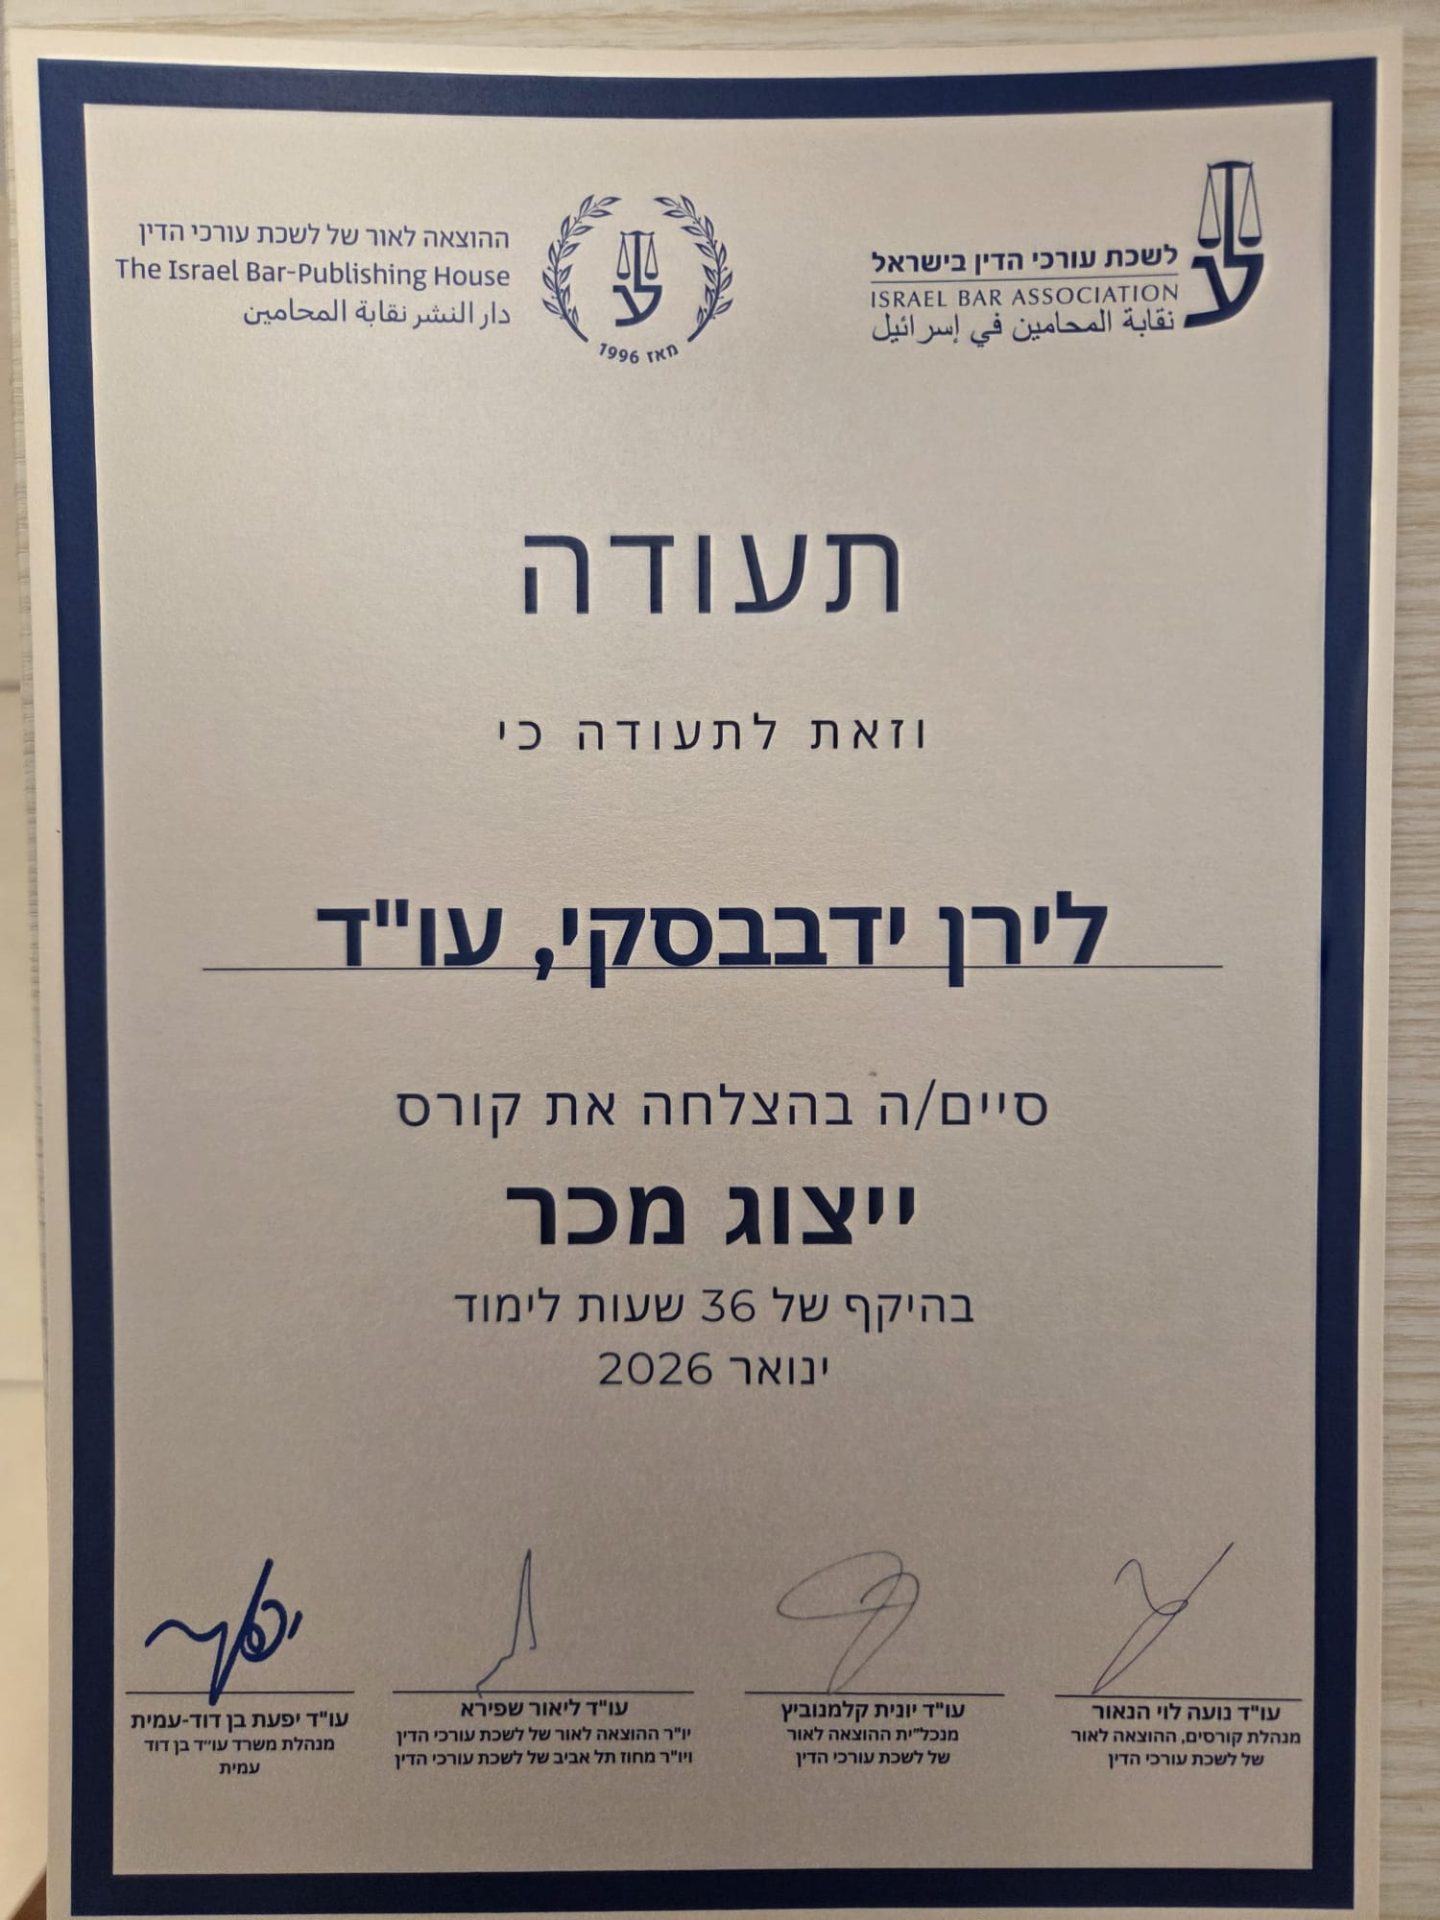 לשכת עורכי הדין בישראל
ISRAEL BAR ASSOCIATION
نقابة المحامين في إسرائيل
ההוצאה לאור של לשכת עורכי הדין
The Israel Bar-Publishing House
دار النشر نقابة المحامين
מאז 1996
תעודה
וזאת לתעודה כי
לירן ידבבסקי, עו"ד
סיים/ה בהצלחה את קורס
ייצוג מכר
בהיקף של 36 שעות לימוד
ינואר 2026
עו"ד נועה לוי הנאור
מנהלת קורסים, ההוצאה לאור
של לשכת עורכי הדין
עו"ד יונית קלמנוביץ
מנכל"ית ההוצאה לאור
של לשכת עורכי הדין
עו"ד ליאור שפירא
יו"ר ההוצאה לאור של לשכת עורכי הדין
ויו"ר מחוז תל אביב של לשכת עורכי הדין
עו"ד יפעת בן דוד-עמית
מנהלת משרד עו"ד בן דוד
עמית